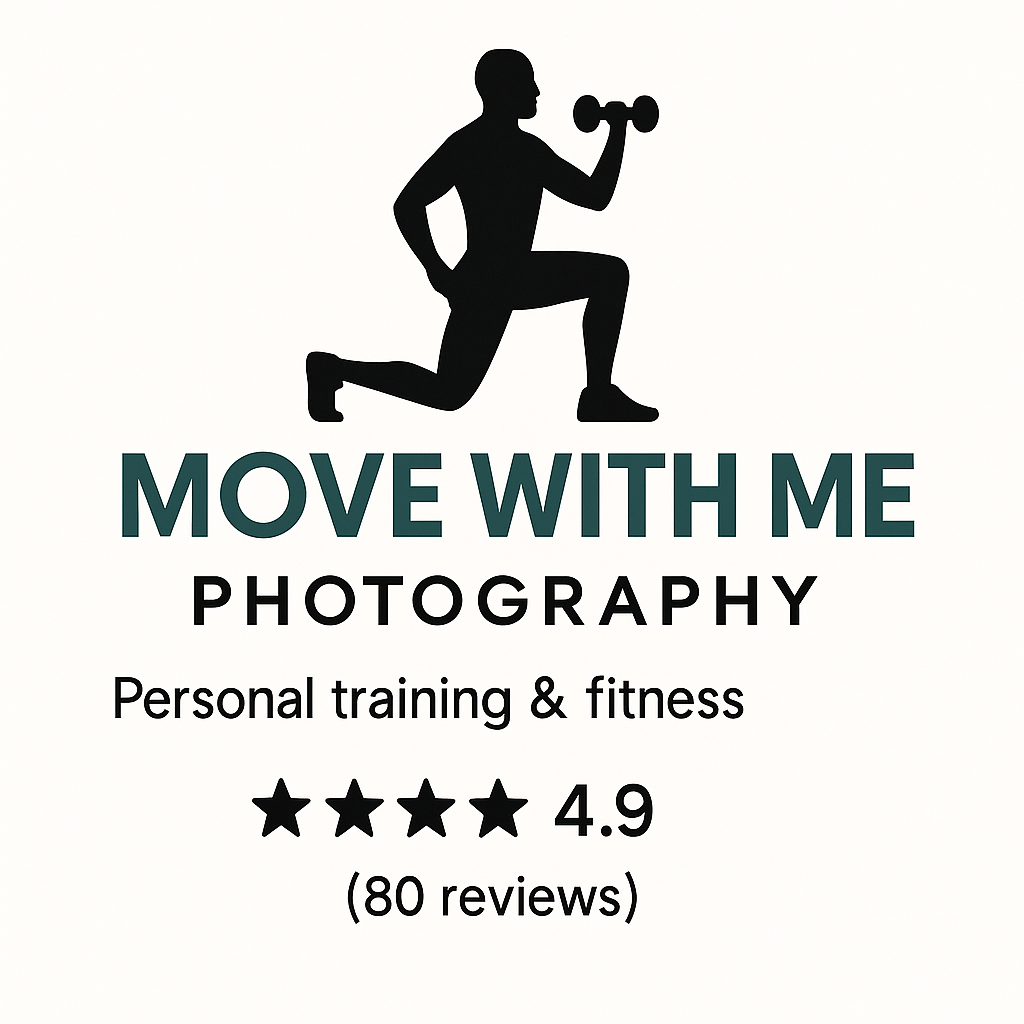 MOVE WITH ME
PHOTOGRAPHY
Personal training & fitness
★★★★ 4.9
(80 reviews)